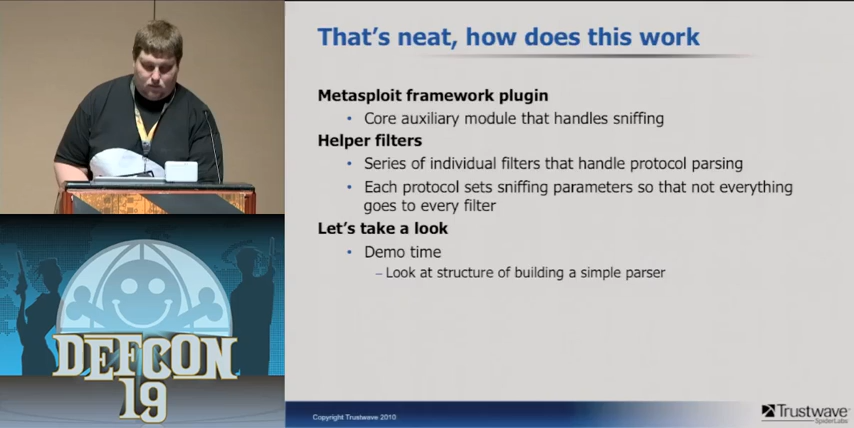 That's neat, how does this work
Metasploit framework plugin
• Core auxiliary module that handles sniffing
Helper filters
• Series of individual filters that handle protocol parsing
• Each protocol sets sniffing parameters so that not everything
goes to every filter
Let's take a look
• Demo time
– Look at structure of building a simple parser
DEFCON
19
Copyright Trustwave 2010
Trustwave
SpiderLabs